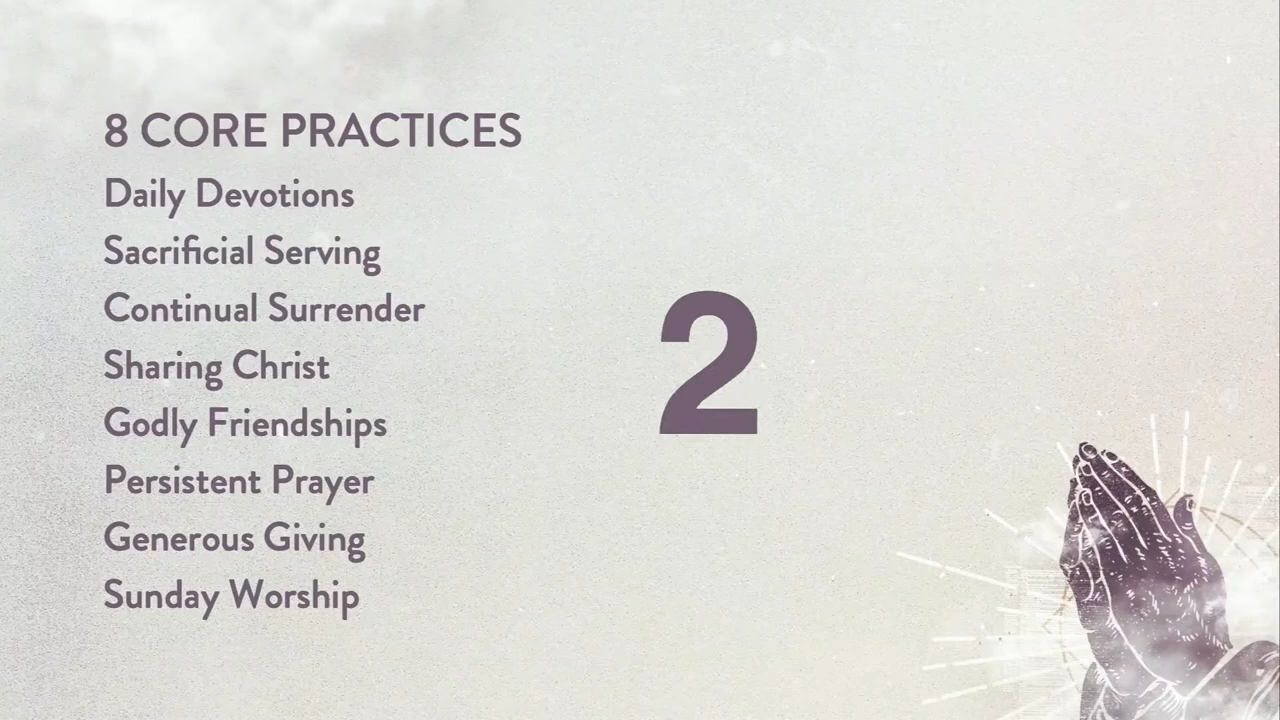 8 CORE PRACTICES
Daily Devotions
Sacrificial Serving
Continual Surrender
Sharing Christ
Godly Friendships
Persistent Prayer
Generous Giving
Sunday Worship
2